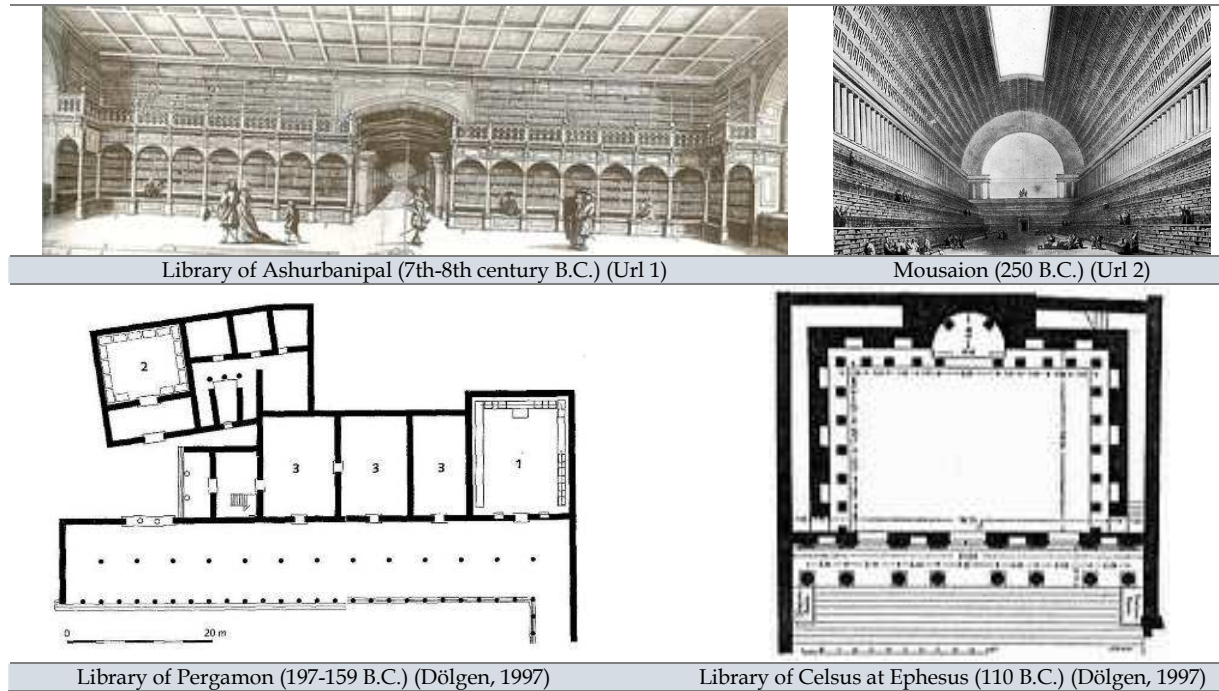 Library of Ashurbanipal (7th-8th century B.C.) (Url 1)
Mousaion (250 B.C.) (Url 2)
2
3
3
3
1
0
20 m
Library of Pergamon (197-159 B.C.) (Dölgen, 1997)
Library of Celsus at Ephesus (110 B.C.) (Dölgen, 1997)